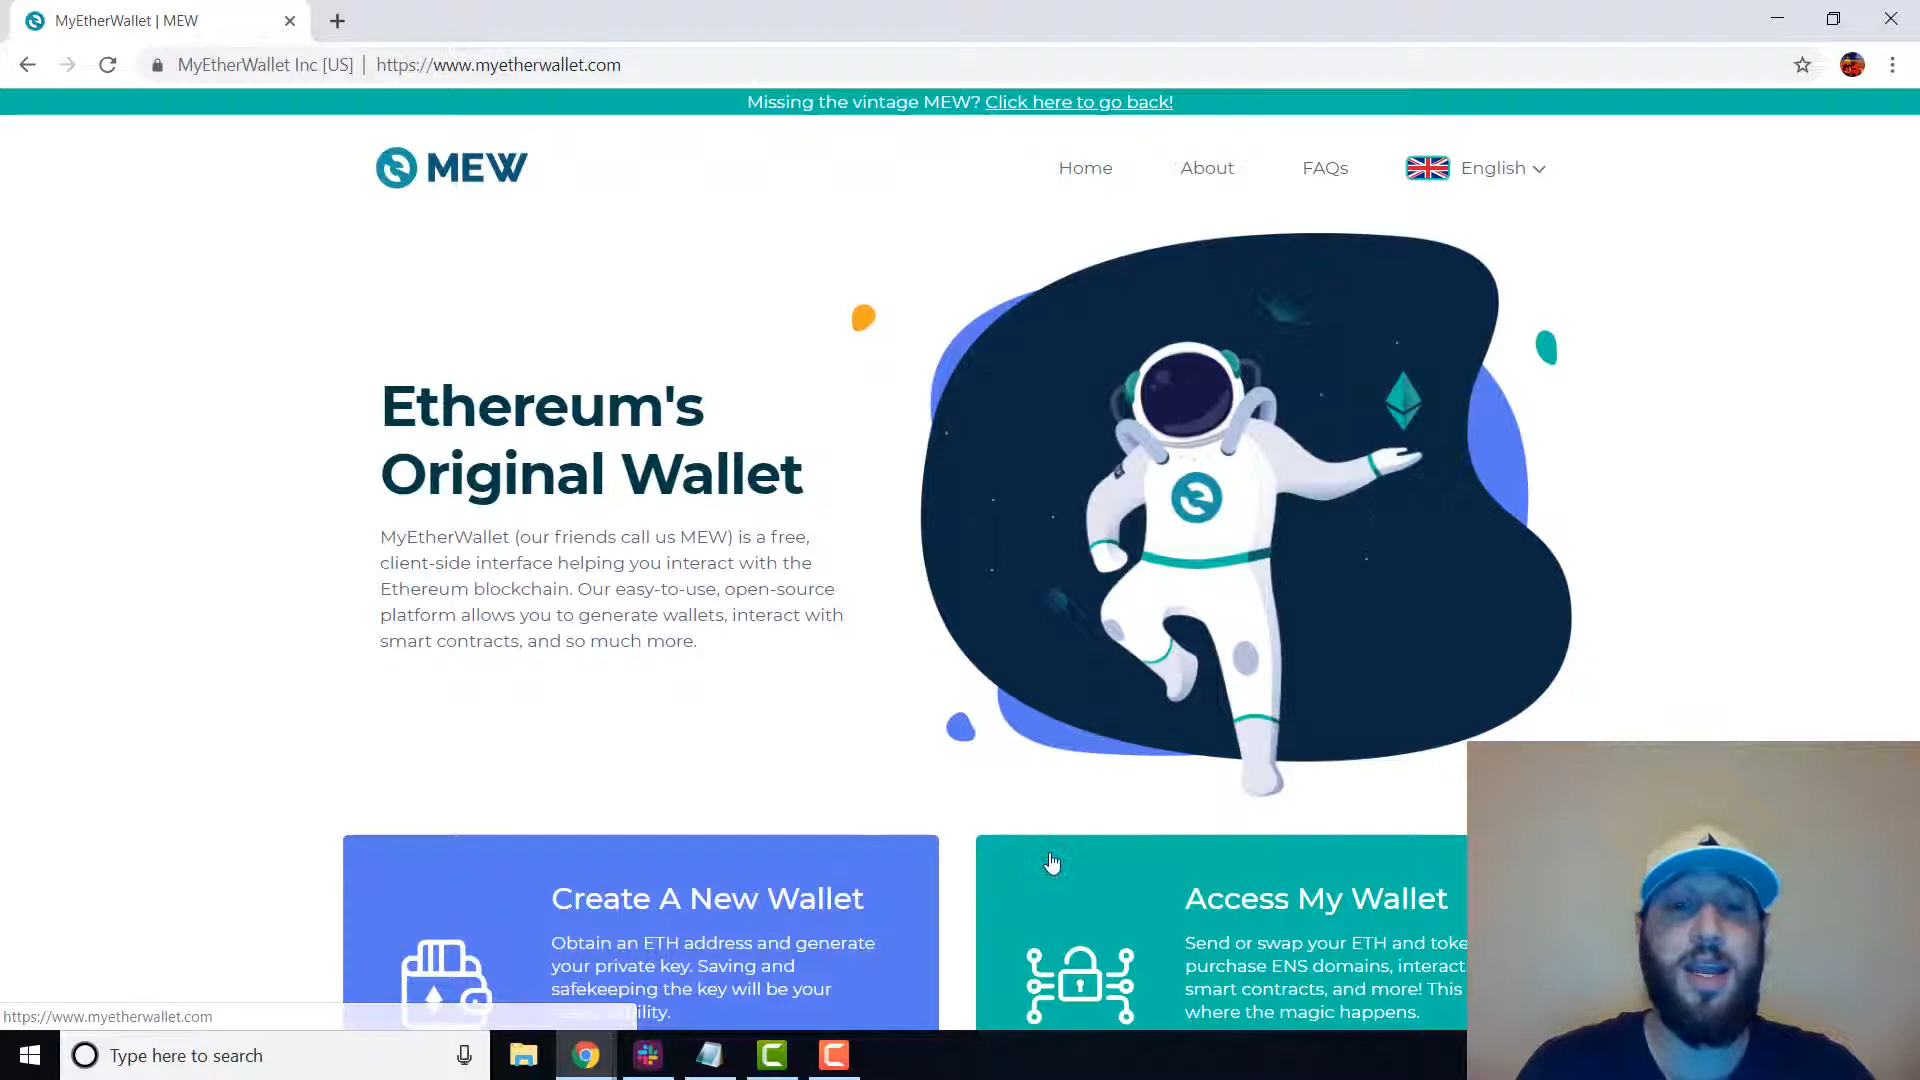 MyEtherWallet | MEW
MyEtherWallet Inc [US] | https://www.myetherwallet.com
Missing the vintage MEW? Click here to go back!
MEW
Home
About
FAQs
English
Ethereum's
Original Wallet
MyEtherWallet (our friends call us MEW) is a free,
client-side interface helping you interact with the
Ethereum blockchain. Our easy-to-use, open-source
platform allows you to generate wallets, interact with
smart contracts, and so much more.
Create A New Wallet
Obtain an ETH address and generate
your private key. Saving and
safekeeping the key will be your
Access My Wallet
Send or swap your ETH and toke
purchase ENS domains, interact
smart contracts, and more! This
where the magic happens.
https://www.myetherwallet.com
Type here to search